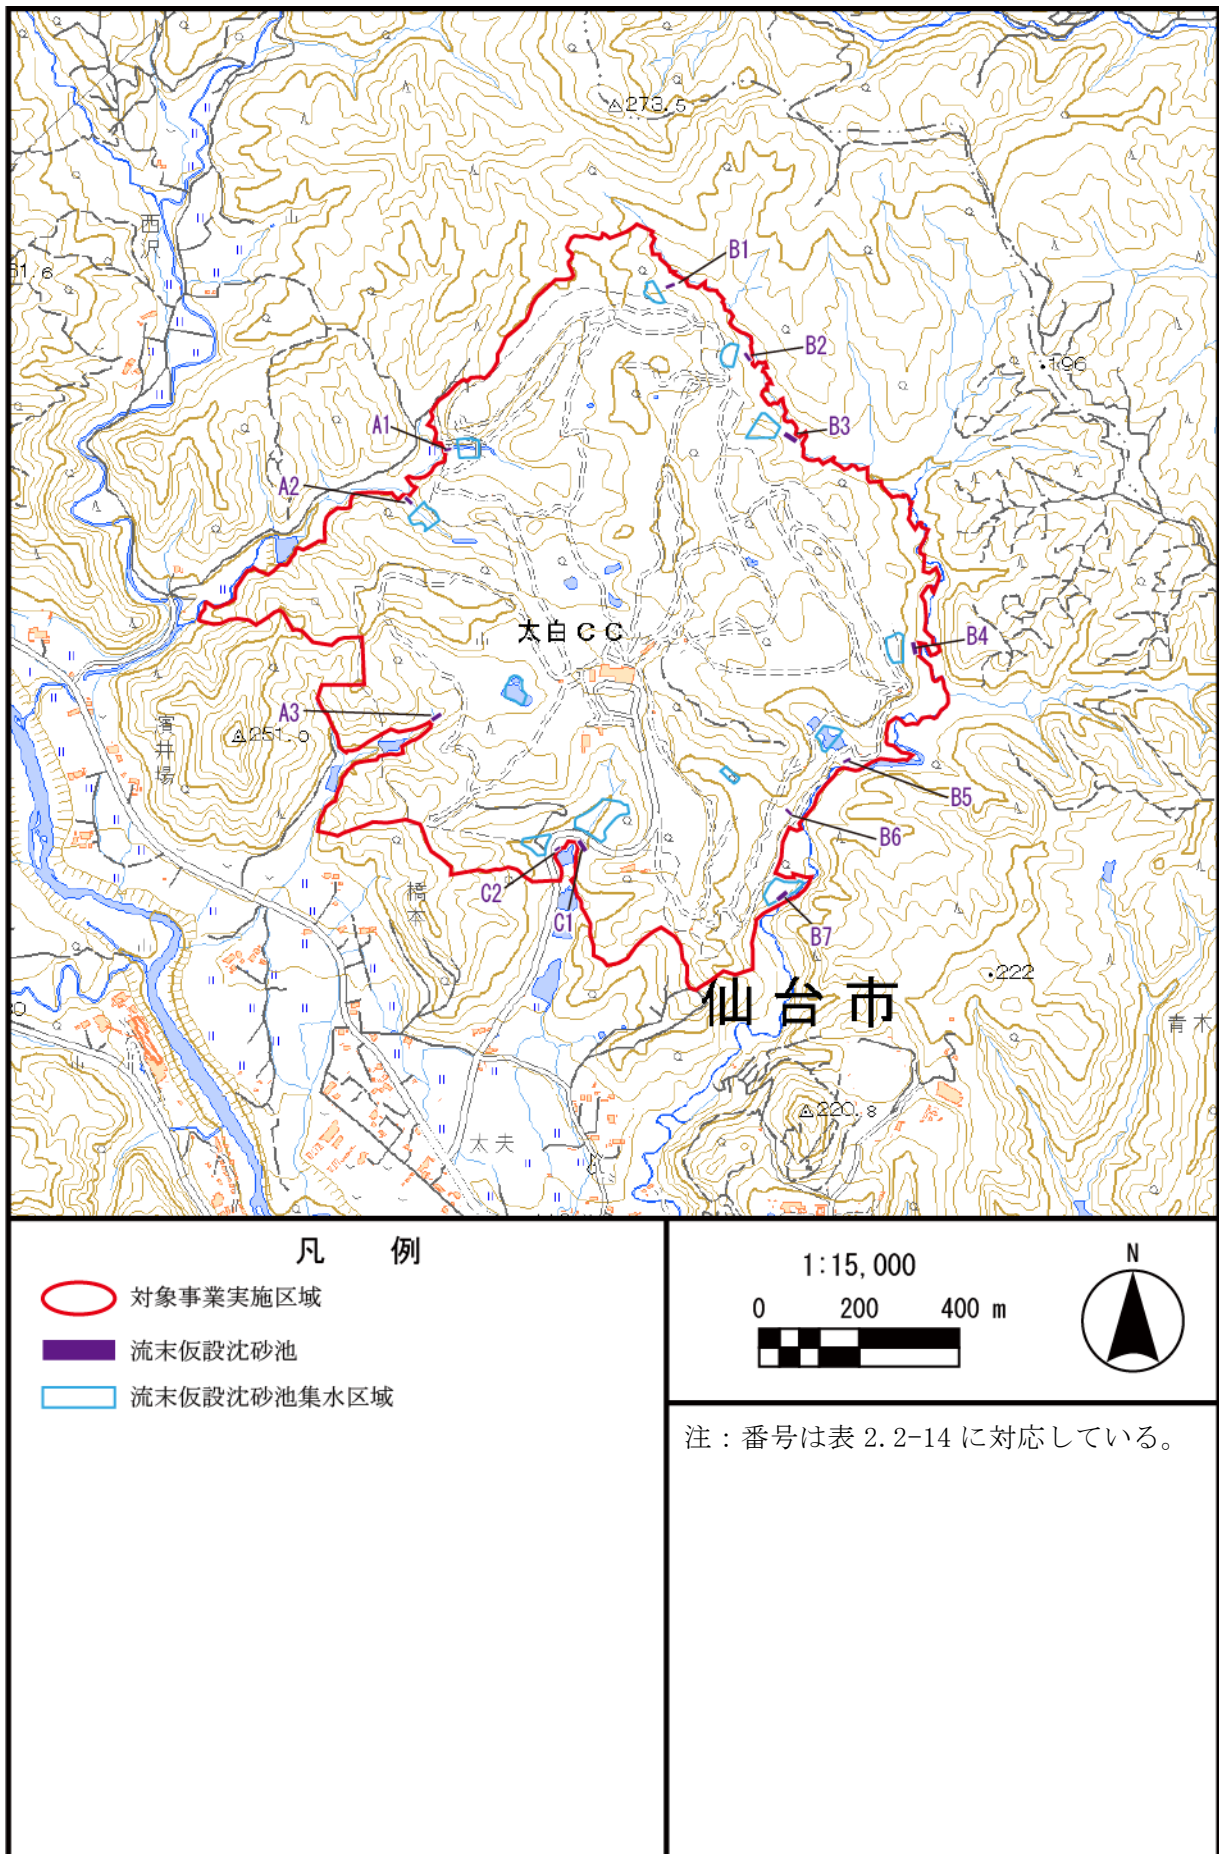 273.5
西沢
B1
B2
196
B3
A1
A2
太白CC
B4
A3
251.0
B5
B6
橋本
C2
C1
B7
222
仙台市
青木
220.8
太夫
凡 例
対象事業実施区域
流末仮設沈砂池
流末仮設沈砂池集水区域
1:15,000
0 200 400 m
N
注：番号は表 2.2-14 に対応している。